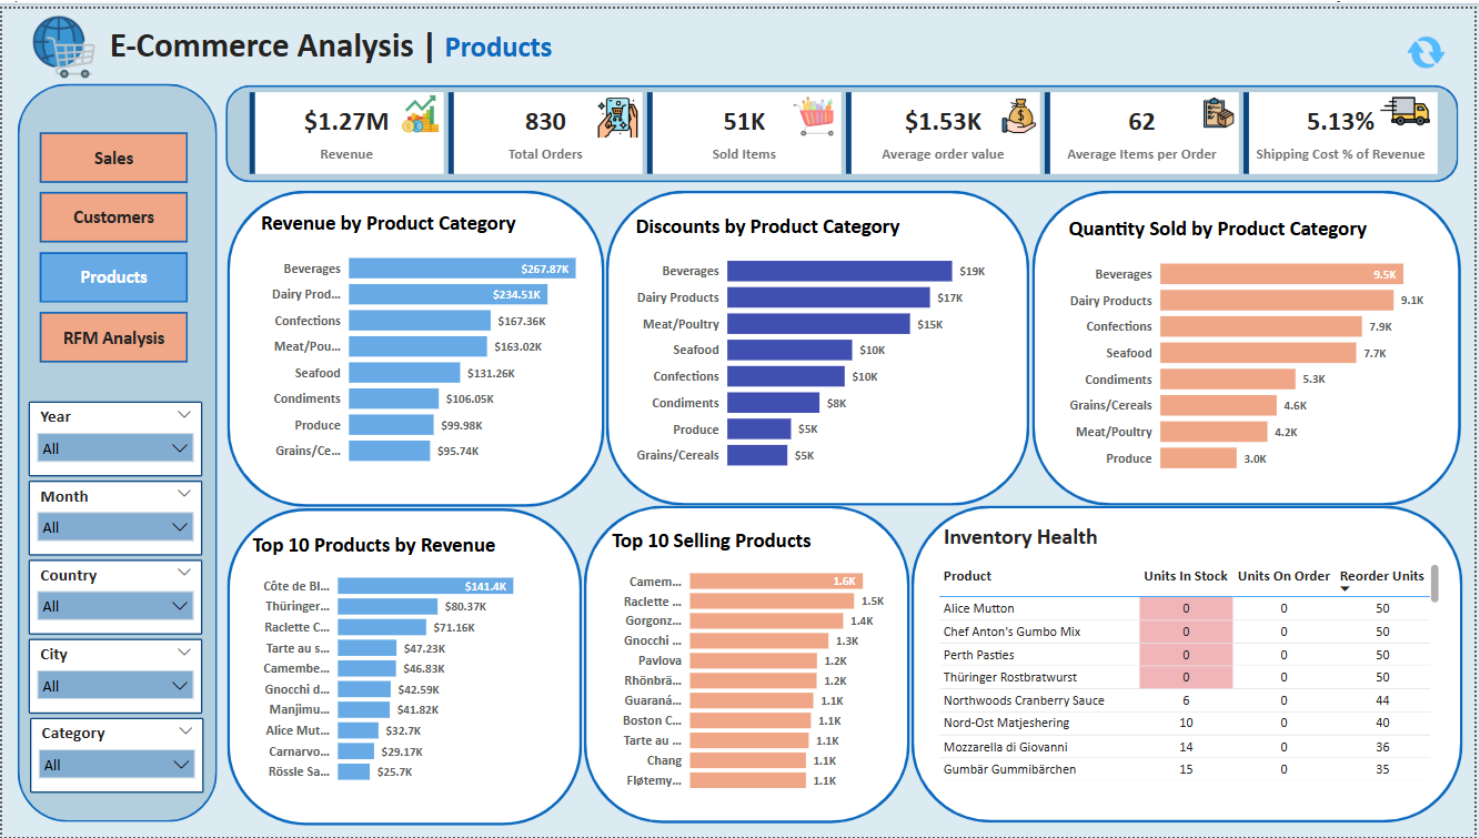 E-Commerce Analysis | Products
Sales
Customers
Products
RFM Analysis
Year
All
Month
All
Country
All
City
All
Category
All
$1.27M
Revenue
830
Total Orders
51K
Sold Items
$1.53K
Average order value
62
Average Items per Order
5.13%
Shipping Cost % of Revenue
Revenue by Product Category
Beverages $267.87K
Dairy Prod... $234.51K
Confections $167.36K
Meat/Pou... $163.02K
Seafood $131.26K
Condiments $106.05K
Produce $99.98K
Grains/Ce... $95.74K
Discounts by Product Category
Beverages $19K
Dairy Products $17K
Meat/Poultry $15K
Seafood $10K
Confections $10K
Condiments $8K
Produce $5K
Grains/Cereals $5K
Quantity Sold by Product Category
Beverages 9.5K
Dairy Products 9.1K
Confections 7.9K
Seafood 7.7K
Condiments 5.3K
Grains/Cereals 4.6K
Meat/Poultry 4.2K
Produce 3.0K
Top 10 Products by Revenue
Côte de Bl... $141.4K
Thüringer... $80.37K
Raclette C... $71.16K
Tarte au s... $47.23K
Camembe... $46.83K
Gnocchi d... $42.59K
Manjimu... $41.82K
Alice Mut... $32.7K
Carnarvo... $29.17K
Rössle Sa... $25.7K
Top 10 Selling Products
Camem... 1.6K
Raclette ... 1.5K
Gorgonz... 1.4K
Gnocchi ... 1.3K
Pavlova 1.2K
Rhönbrä... 1.2K
Guaraná... 1.1K
Boston C... 1.1K
Tarte au ... 1.1K
Chang 1.1K
Fløtemy... 1.1K
Inventory Health
Product Units In Stock Units On Order Reorder Units
Alice Mutton 0 0 50
Chef Anton's Gumbo Mix 0 0 50
Perth Pasties 0 0 50
Thüringer Rostbratwurst 0 0 50
Northwoods Cranberry Sauce 6 0 44
Nord-Ost Matjeshering 10 0 40
Mozzarella di Giovanni 14 0 36
Gumbär Gummibärchen 15 0 35